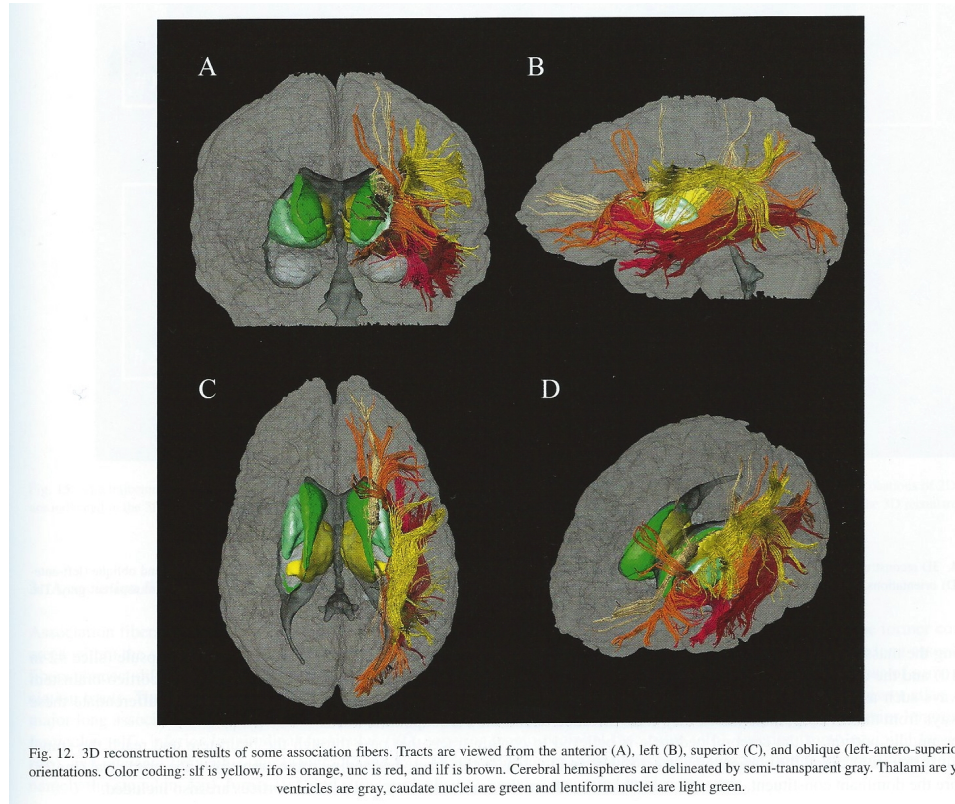 A
B
C
D
Fig. 12. 3D reconstruction results of some association fibers. Tracts are viewed from the anterior (A), left (B), superior (C), and oblique (left-antero-superio
orientations. Color coding: slf is yellow, ifo is orange, unc is red, and ilf is brown. Cerebral hemispheres are delineated by semi-transparent gray. Thalami are y
ventricles are gray, caudate nuclei are green and lentiform nuclei are light green.